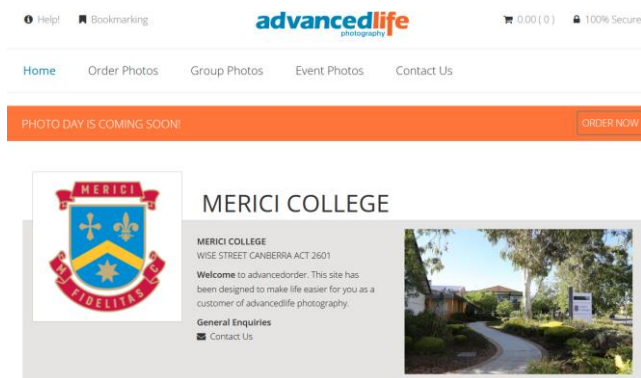 Help! Bookmarking advancedlife photography 0.00 ( 0 ) 100% Secure
Home Order Photos Group Photos Event Photos Contact Us
PHOTO DAY IS COMING SOON! ORDER NOW
MERICI
M FIDELITAS C
MERICI COLLEGE
MERICI COLLEGE
WISE STREET CANBERRA ACT 2601
Welcome to advancedorder. This site has
been designed to make life easier for you as a
customer of advancedlife photography.
General Enquiries
Contact Us